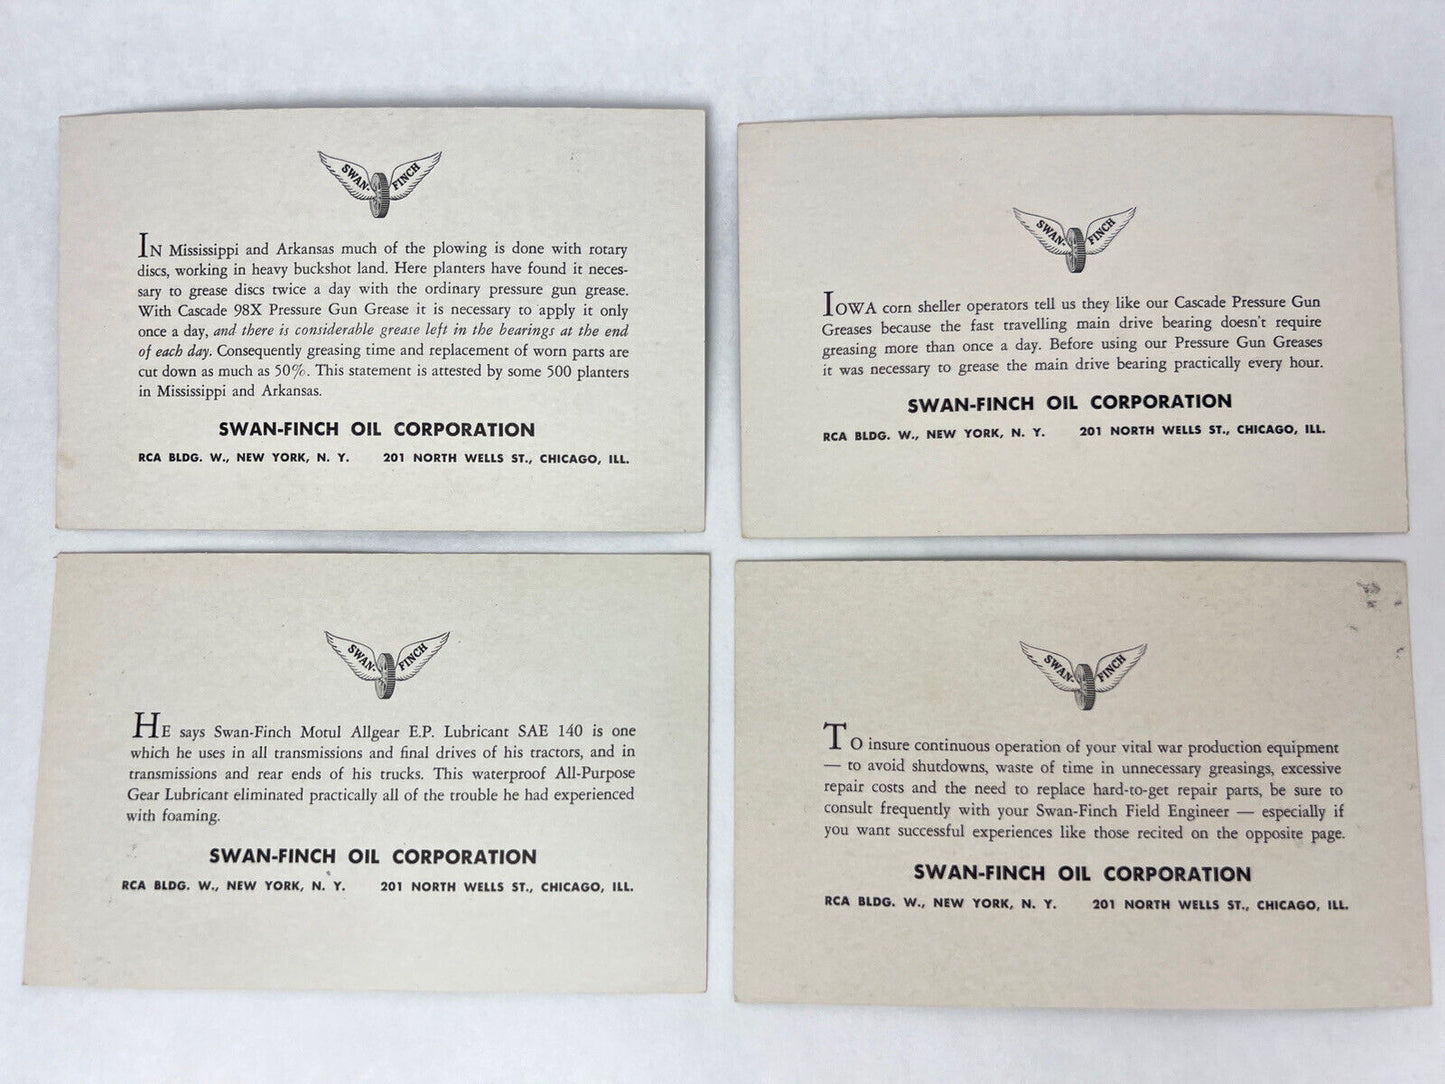 SWAN-FINCH
IN Mississippi and Arkansas much of the plowing is done with rotary
discs, working in heavy buckshot land. Here planters have found it neces-
sary to grease discs twice a day with the ordinary pressure gun grease.
With Cascade 98X Pressure Gun Grease it is necessary to apply it only
once a day, and there is considerable grease left in the bearings at the end
of each day. Consequently greasing time and replacement of worn parts are
cut down as much as 50%. This statement is attested by some 500 planters
in Mississippi and Arkansas.
SWAN-FINCH OIL CORPORATION
RCA BLDG. W., NEW YORK, N. Y. 201 NORTH WELLS ST., CHICAGO, ILL.
SWAN-FINCH
IOWA corn sheller operators tell us they like our Cascade Pressure Gun
Greases because the fast travelling main drive bearing doesn't require
greasing more than once a day. Before using our Pressure Gun Greases
it was necessary to grease the main drive bearing practically every hour.
SWAN-FINCH OIL CORPORATION
RCA BLDG. W., NEW YORK, N. Y. 201 NORTH WELLS ST., CHICAGO, ILL.
SWAN-FINCH
HE says Swan-Finch Motul Allgear E.P. Lubricant SAE 140 is one
which he uses in all transmissions and final drives of his tractors, and in
transmissions and rear ends of his trucks. This waterproof All-Purpose
Gear Lubricant eliminated practically all of the trouble he had experienced
with foaming.
SWAN-FINCH OIL CORPORATION
RCA BLDG. W., NEW YORK, N. Y. 201 NORTH WELLS ST., CHICAGO, ILL.
SWAN-FINCH
TO insure continuous operation of your vital war production equipment
— to avoid shutdowns, waste of time in unnecessary greasings, excessive
repair costs and the need to replace hard-to-get repair parts, be sure to
consult frequently with your Swan-Finch Field Engineer — especially if
you want successful experiences like those recited on the opposite page.
SWAN-FINCH OIL CORPORATION
RCA BLDG. W., NEW YORK, N. Y. 201 NORTH WELLS ST., CHICAGO, ILL.